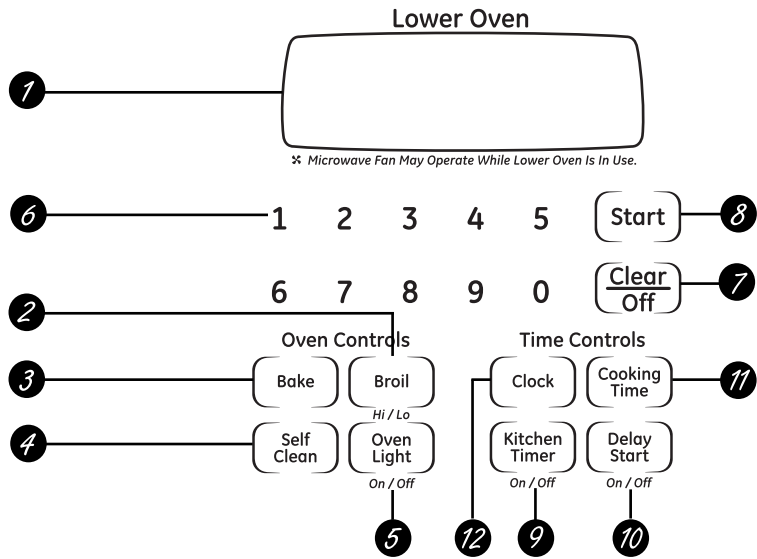 Lower Oven
1
Microwave Fan May Operate While Lower Oven Is In Use.
6 1 2 3 4 5 Start 8
6 7 8 9 0 Clear
Off 7
2
Oven Controls Time Controls
3 Bake Broil Clock Cooking
Time 11
Hi / Lo
4 Self
Clean Oven
Light Kitchen
Timer Delay
Start
On / Off On / Off On / Off
5 12 9 10